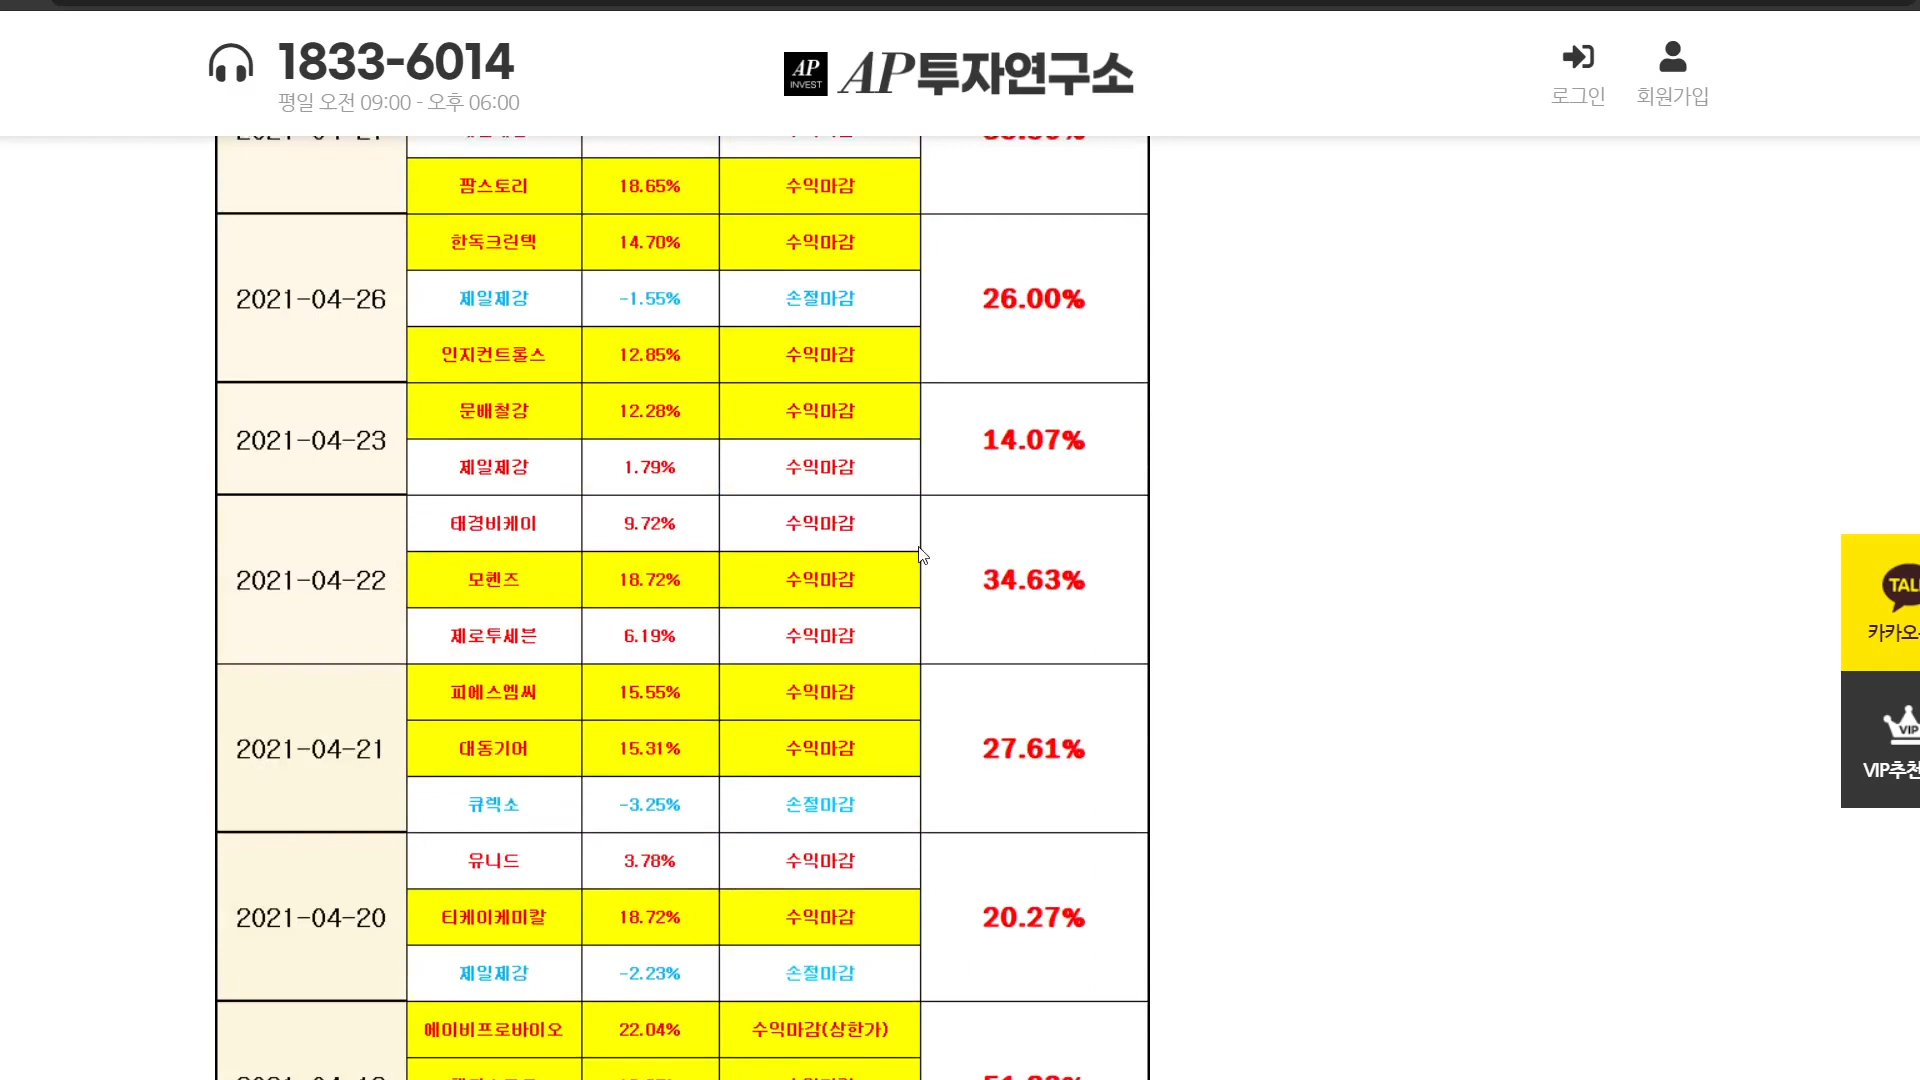 1833-6014
평일 오전 09:00 - 오후 06:00
AP
INVEST
AP투자연구소
로그인
회원가입
팜스토리 18.65% 수익마감
2021-04-26
한독크린텍 14.70% 수익마감
제일제강 -1.55% 손절마감
인지컨트롤스 12.85% 수익마감
26.00%
2021-04-23
문배철강 12.28% 수익마감
제일제강 1.79% 수익마감
14.07%
2021-04-22
태경비케이 9.72% 수익마감
모헨즈 18.72% 수익마감
제로투세븐 6.19% 수익마감
34.63%
2021-04-21
피에스엠씨 15.55% 수익마감
대동기어 15.31% 수익마감
큐렉소 -3.25% 손절마감
27.61%
2021-04-20
유니드 3.78% 수익마감
티케이케미칼 18.72% 수익마감
제일제강 -2.23% 손절마감
20.27%
에이비프로바이오 22.04% 수익마감(상한가)
TAL
카카오
VIP
VIP추천